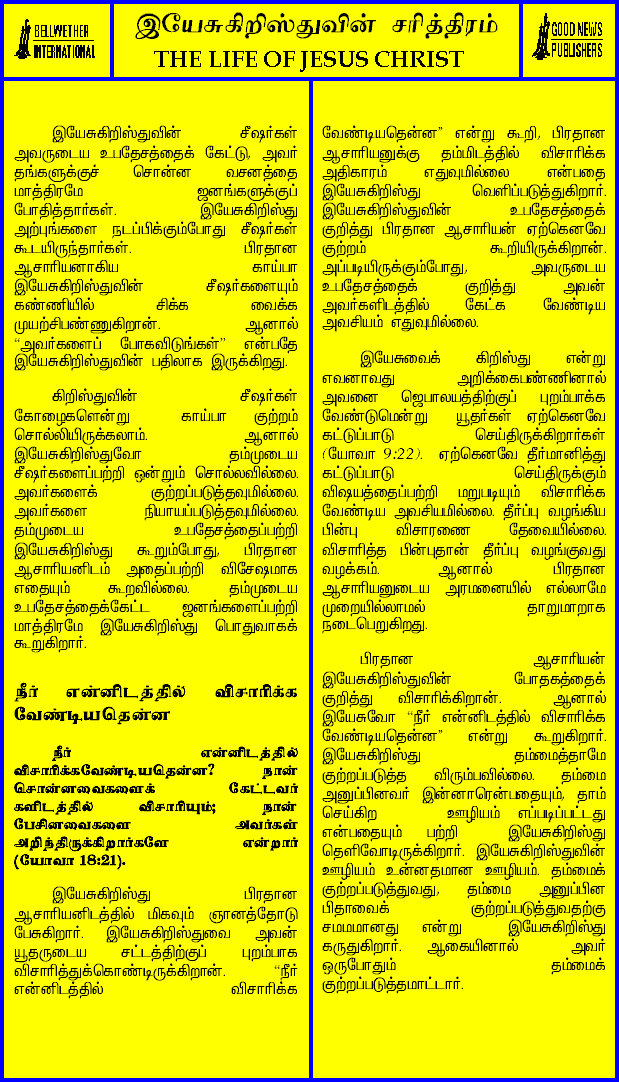 BELLWETHER
INTERNATIONAL
இயேசுகிறிஸ்துவின் சரித்திரம்
THE LIFE OF JESUS CHRIST
GOOD NEWS
PUBLISHERS
இயேசுகிறிஸ்துவின் சீஷர்கள்
அவருடைய உபதேசத்தைக் கேட்டு, அவர்
தங்களுக்குச் சொன்ன வசனத்தை
மாத்திரமே ஜனங்களுக்குப்
போதித்தார்கள். இயேசுகிறிஸ்து
அற்புங்களை நடப்பிக்கும்போது சீஷர்கள்
கூடயிருந்தார்கள். பிரதான
ஆசாரியனாகிய காய்பா
இயேசுகிறிஸ்துவின் சீஷர்களையும்
கண்ணியில் சிக்க வைக்க
முயற்சிபண்ணுகிறான். ஆனால்
“அவர்களைப் போகவிடுங்கள்” என்பதே
இயேசுகிறிஸ்துவின் பதிலாக இருக்கிறது.
கிறிஸ்துவின் சீஷர்கள்
கோழைகளென்று காய்பா குற்றம்
சொல்லியிருக்கலாம். ஆனால்
இயேசுகிறிஸ்துவோ தம்முடைய
சீஷர்களைப்பற்றி ஒன்றும் சொல்லவில்லை.
அவர்களைக் குற்றப்படுத்தவுமில்லை.
அவர்களை நியாயப்படுத்தவுமில்லை.
தம்முடைய உபதேசத்தைப்பற்றி
இயேசுகிறிஸ்து கூறும்போது, பிரதான
ஆசாரியனிடம் அதைப்பற்றி விசேஷமாக
எதையும் கூறவில்லை. தம்முடைய
உபதேசத்தைக்கேட்ட ஜனங்களைப்பற்றி
மாத்திரமே இயேசுகிறிஸ்து பொதுவாகக்
கூறுகிறார்.
நீர் என்னிடத்தில் விசாரிக்க
வேண்டியதென்ன
நீர் என்னிடத்தில்
விசாரிக்கவேண்டியதென்ன? நான்
சொன்னவைகளைக் கேட்டவர்
களிடத்தில் விசாரியும்; நான்
பேசினவைகளை அவர்கள்
அறிந்திருக்கிறார்களே என்றார்
(யோவா 18:21).
இயேசுகிறிஸ்து பிரதான
ஆசாரியனிடத்தில் மிகவும் ஞானத்தோடு
பேசுகிறார். இயேசுகிறிஸ்துவை அவன்
யூதருடைய சட்டத்திற்குப் புறம்பாக
விசாரித்துக்கொண்டிருக்கிறான். “நீர்
என்னிடத்தில் விசாரிக்க
வேண்டியதென்ன” என்று கூறி, பிரதான
ஆசாரியனுக்கு தம்மிடத்தில் விசாரிக்க
அதிகாரம் எதுவுமில்லை என்பதை
இயேசுகிறிஸ்து வெளிப்படுத்துகிறார்.
இயேசுகிறிஸ்துவின் உபதேசத்தைக்
குறித்து பிரதான ஆசாரியன் ஏற்கெனவே
குற்றம் கூறியிருக்கிறான்.
அப்படியிருக்கும்போது, அவருடைய
உபதேசத்தைக் குறித்து அவன்
அவர்களிடத்தில் கேட்க வேண்டிய
அவசியம் எதுவுமில்லை.
இயேசுவைக் கிறிஸ்து என்று
எவனாவது அறிக்கைபண்ணினால்
அவனை ஜெபாலயத்திற்குப் புறம்பாக்க
வேண்டுமென்று யூதர்கள் ஏற்கெனவே
கட்டுப்பாடு செய்திருக்கிறார்கள்
(யோவா 9:22). ஏற்கெனவே தீர்மானித்து
கட்டுப்பாடு செய்திருக்கும்
விஷயத்தைப்பற்றி மறுபடியும் விசாரிக்க
வேண்டிய அவசியமில்லை. தீர்ப்பு வழங்கிய
பின்பு விசாரணை தேவையில்லை.
விசாரித்த பின்புதான் தீர்ப்பு வழங்குவது
வழக்கம். ஆனால் பிரதான
ஆசாரியனுடைய அரமனையில் எல்லாமே
முறையில்லாமல் தாறுமாறாக
நடைபெறுகிறது.
பிரதான ஆசாரியன்
இயேசுகிறிஸ்துவின் போதகத்தைக்
குறித்து விசாரிக்கிறான். ஆனால்
இயேசுவோ “நீர் என்னிடத்தில் விசாரிக்க
வேண்டியதென்ன” என்று கூறுகிறார்.
இயேசுகிறிஸ்து தம்மைத்தாமே
குற்றப்படுத்த விரும்பவில்லை. தம்மை
அனுப்பினவர் இன்னாரென்பதையும், தாம்
செய்கிற ஊழியம் எப்படிப்பட்டது
என்பதையும் பற்றி இயேசுகிறிஸ்து
தெளிவோடிருக்கிறார். இயேசுகிறிஸ்துவின்
ஊழியம் உன்னதமான ஊழியம். தம்மைக்
குற்றப்படுத்துவது, தம்மை அனுப்பின
பிதாவைக் குற்றப்படுத்துவதற்கு
சமமமானது என்று இயேசுகிறிஸ்து
கருதுகிறார். ஆகையினால் அவர்
ஒருபோதும் தம்மைக்
குற்றப்படுத்தமாட்டார்.